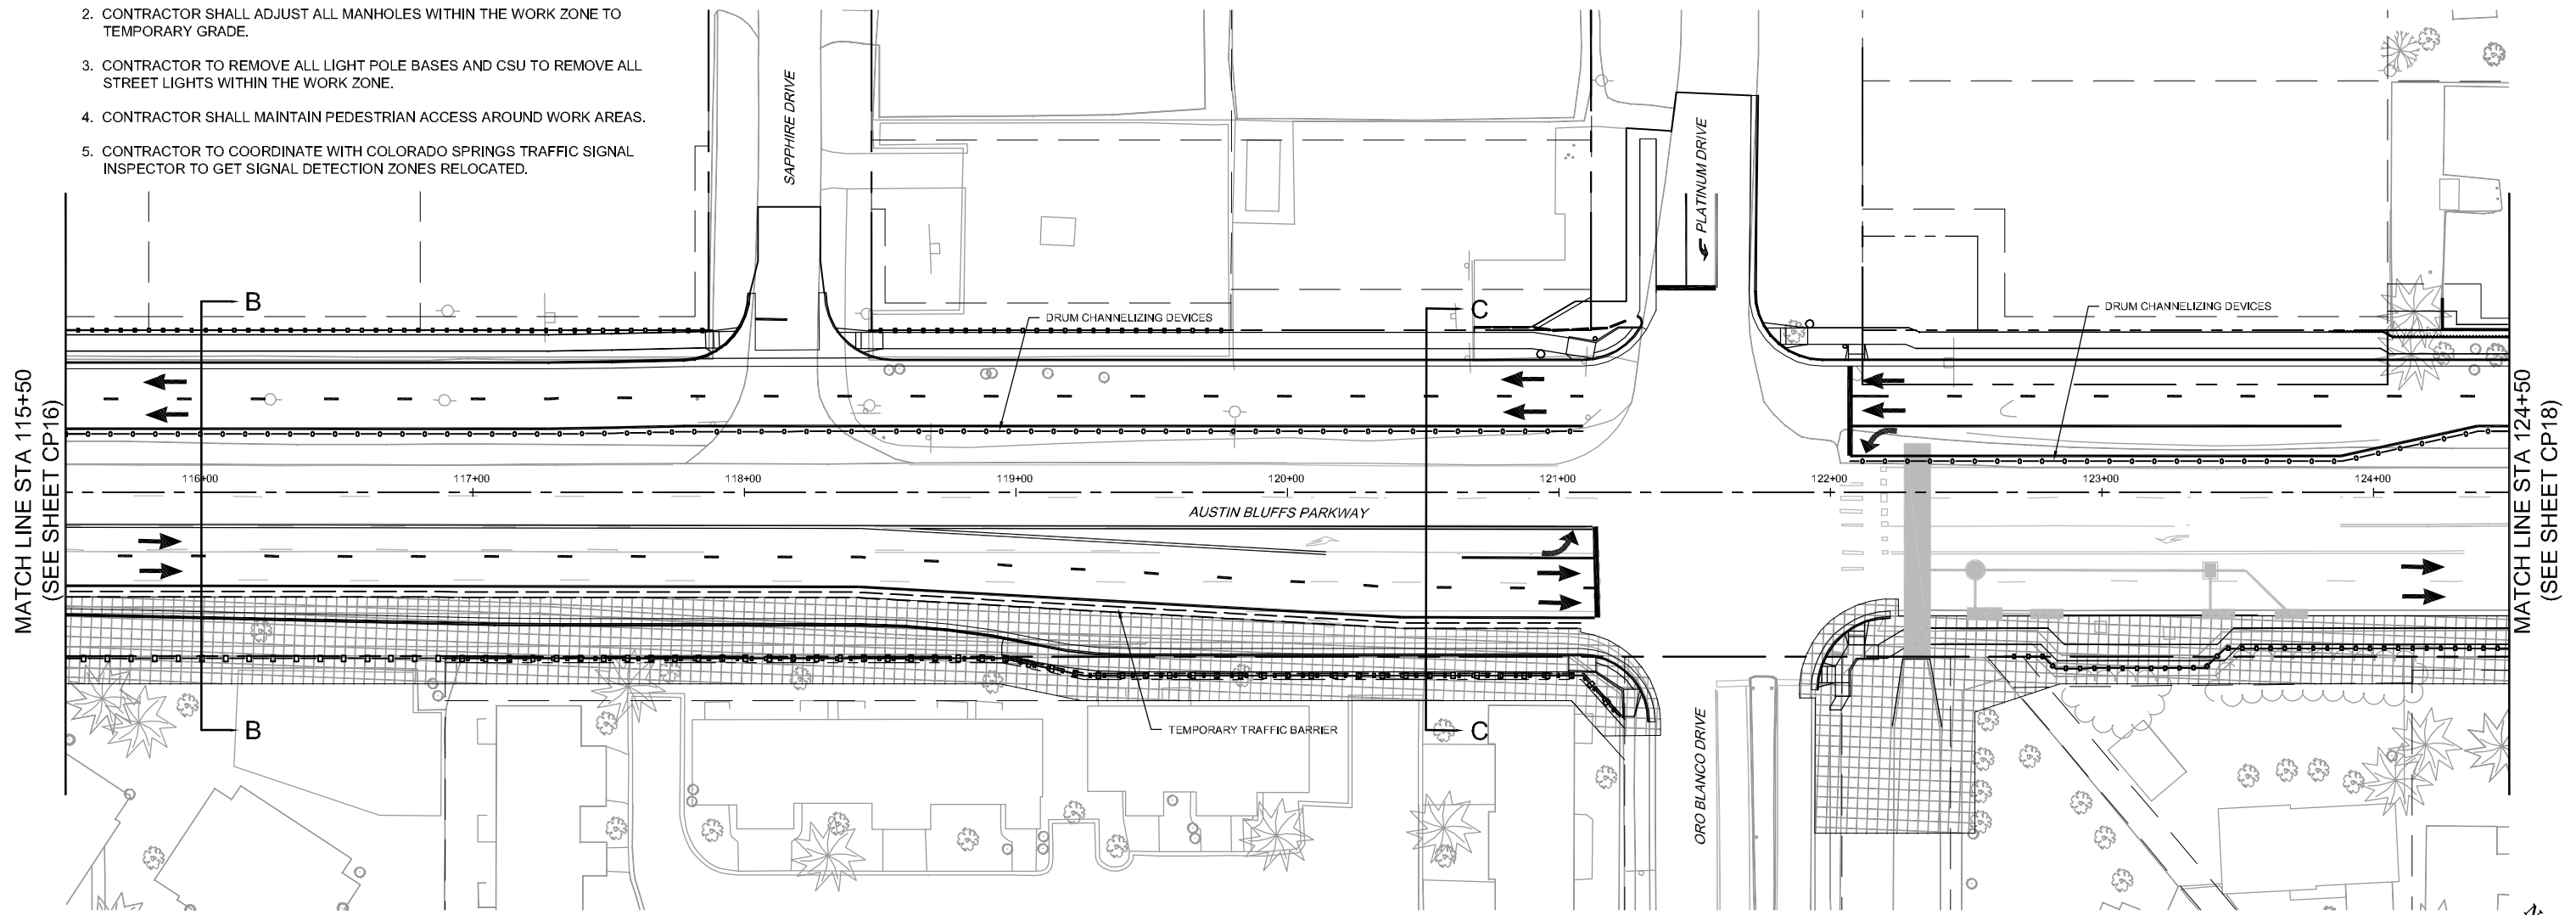 2. CONTRACTOR SHALL ADJUST ALL MANHOLES WITHIN THE WORK ZONE TO
TEMPORARY GRADE.
3. CONTRACTOR TO REMOVE ALL LIGHT POLE BASES AND CSU TO REMOVE ALL
STREET LIGHTS WITHIN THE WORK ZONE.
4. CONTRACTOR SHALL MAINTAIN PEDESTRIAN ACCESS AROUND WORK AREAS.
5. CONTRACTOR TO COORDINATE WITH COLORADO SPRINGS TRAFFIC SIGNAL
INSPECTOR TO GET SIGNAL DETECTION ZONES RELOCATED.
SAPPHIRE DRIVE
PLATINUM DRIVE
B
C
DRUM CHANNELIZING DEVICES
DRUM CHANNELIZING DEVICES
MATCH LINE STA 115+50
(SEE SHEET CP16)
116+00
117+00
118+00
119+00
120+00
121+00
122+00
123+00
124+00
MATCH LINE STA 124+50
(SEE SHEET CP18)
AUSTIN BLUFFS PARKWAY
B
C
TEMPORARY TRAFFIC BARRIER
ORO BLANCO DRIVE